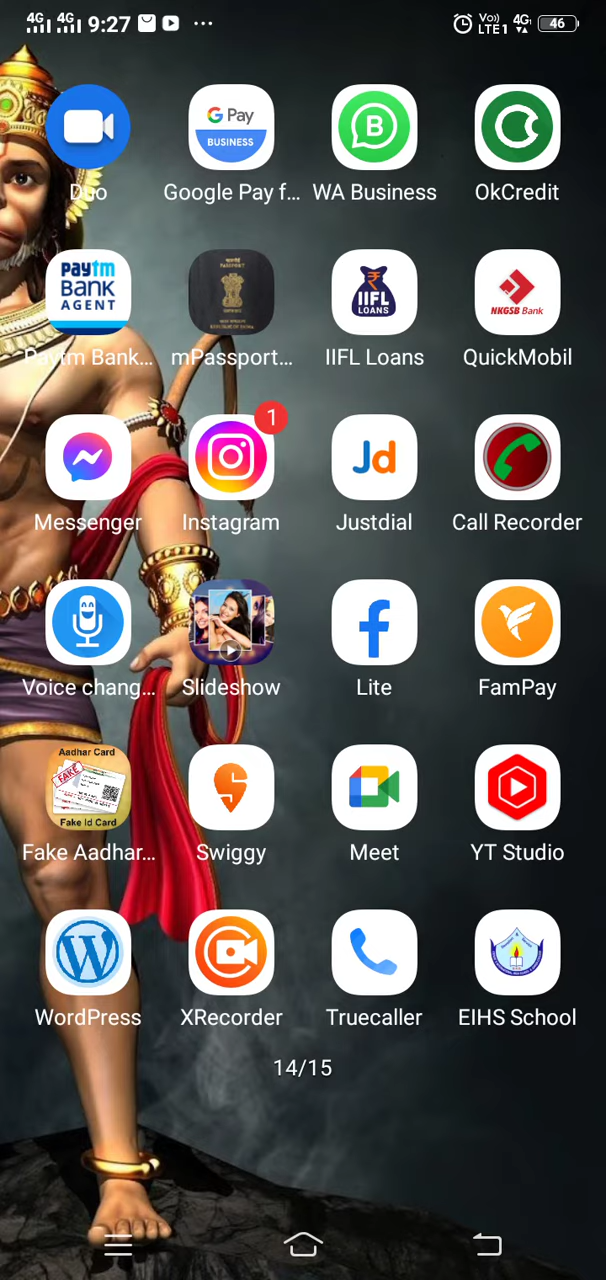 4G 4G 9:27 ... Vo)) LTE1 4G 46
G Pay
BUSINESS
Duo Google Pay f... WA Business OkCredit
paytm
BANK
AGENT
PASSPORT
IIFL
LOANS
NKGSB Bank
Paytm Bank... mPassport... IIFL Loans QuickMobil
1
Jd
Messenger Instagram Justdial Call Recorder
Voice chang... Slideshow Lite FamPay
Aadhar Card
FAKE
Fake Id Card
Fake Aadhar... Swiggy Meet YT Studio
WordPress XRecorder Truecaller EIHS School
14/15